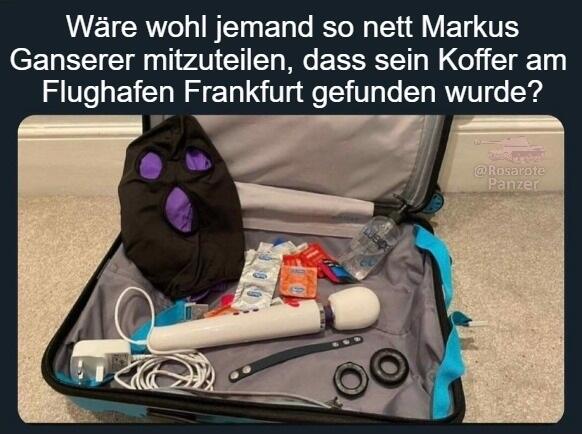 Wäre wohl jemand so nett Markus
Ganserer mitzuteilen, dass sein Koffer am
Flughafen Frankfurt gefunden wurde?
@Rosarote
Panzer